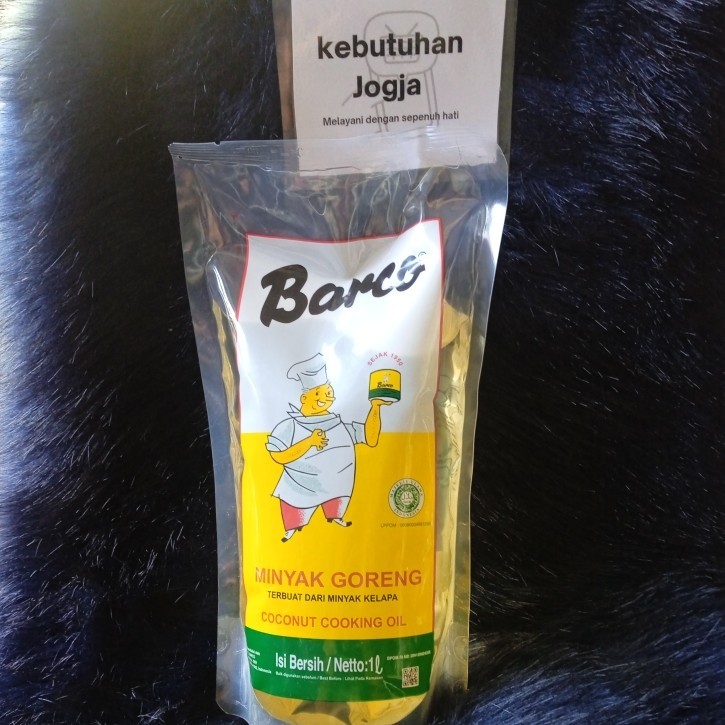 kebutuhan
Jogja
Melayani dengan sepenuh hati
Barco
Barco
MINYAK GORENG
TERBUAT DARI MINYAK KELAPA
COCONUT COOKING OIL
Isi Bersih / Netto:1ℓ